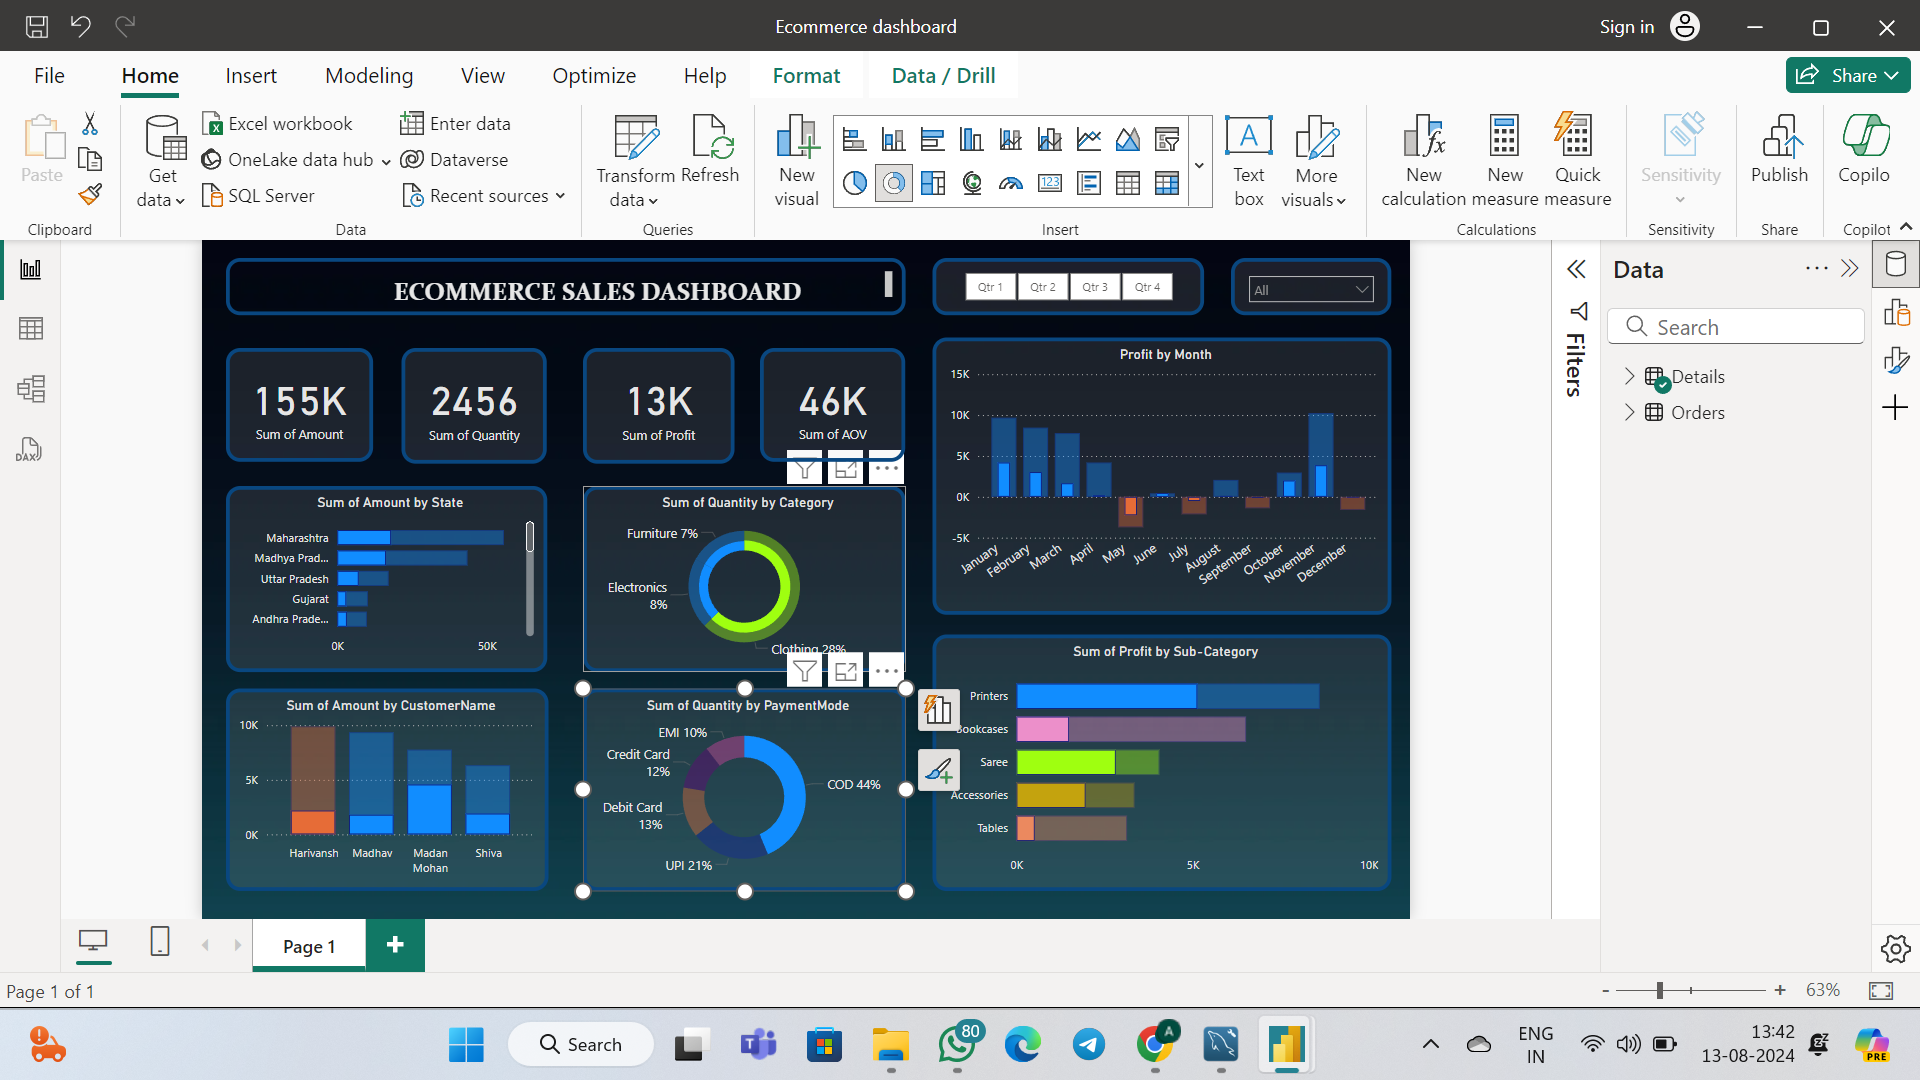 Ecommerce dashboard
Sign in
File
Home
Insert
Modeling
View
Optimize
Help
Format
Data / Drill
Share
Paste
Clipboard
Get data
Excel workbook
OneLake data hub
SQL Server
Enter data
Dataverse
Recent sources
Data
Transform data
Refresh
Queries
New visual
123
A
Text box
More visuals
Insert
New calculation
New measure
Quick measure
Calculations
Sensitivity
Sensitivity
Publish
Share
Copilo
Copilot
DAX
ECOMMERCE SALES DASHBOARD
Qtr 1
Qtr 2
Qtr 3
Qtr 4
All
155K
Sum of Amount
2456
Sum of Quantity
13K
Sum of Profit
46K
Sum of AOV
Profit by Month
15K
10K
5K
0K
-5K
January
February
March
April
May
June
July
August
September
October
November
December
Sum of Amount by State
Maharashtra
Madhya Prad...
Uttar Pradesh
Gujarat
Andhra Prade...
0K
50K
Sum of Quantity by Category
Furniture 7%
Electronics
8%
Clothing 28%
Sum of Amount by CustomerName
10K
5K
0K
Harivansh
Madhav
Madan
Mohan
Shiva
Sum of Quantity by PaymentMode
EMI 10%
Credit Card
12%
Debit Card
13%
UPI 21%
COD 44%
Sum of Profit by Sub-Category
Printers
Bookcases
Saree
Accessories
Tables
0K
5K
10K
Filters
Data
Search
Details
Orders
Page 1
Page 1 of 1
63%
Search
80
A
ENG
IN
13:42
13-08-2024
PRE